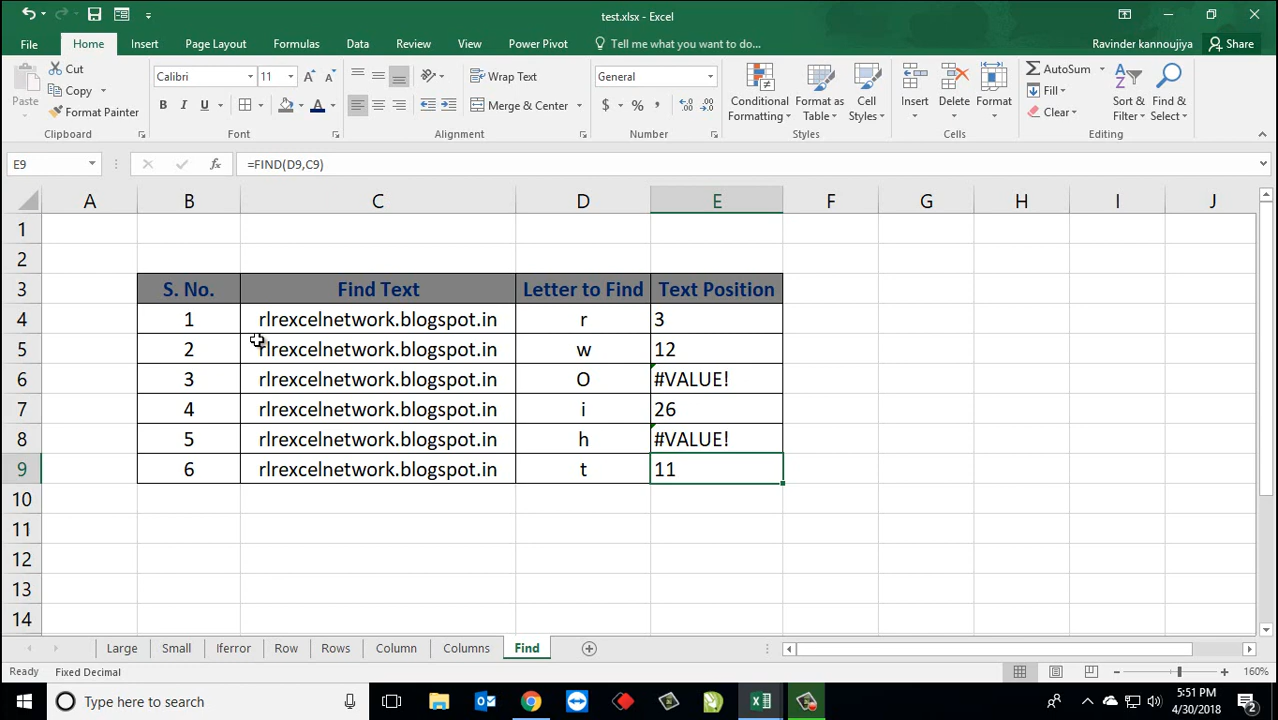 test.xlsx - Excel
File Home Insert Page Layout Formulas Data Review View Power Pivot Tell me what you want to do... Ravinder kannoujiya Share
Paste Cut Copy Format Painter Clipboard
Calibri 11 B I U A A A Font
Wrap Text Merge & Center Alignment
General $ % , Number
Conditional Formatting Format as Table Cell Styles Styles
Insert Delete Format Cells
AutoSum Fill Clear Sort & Filter Find & Select Editing
E9 fx =FIND(D9,C9)
A B C D E F G H I J
1
2
3 S. No. Find Text Letter to Find Text Position
4 1 rlrexcelnetwork.blogspot.in r 3
5 2 rlrexcelnetwork.blogspot.in w 12
6 3 rlrexcelnetwork.blogspot.in O #VALUE!
7 4 rlrexcelnetwork.blogspot.in i 26
8 5 rlrexcelnetwork.blogspot.in h #VALUE!
9 6 rlrexcelnetwork.blogspot.in t 11
10
11
12
13
14
Large Small Iferror Row Rows Column Columns Find
Ready Fixed Decimal 160%
Type here to search 5:51 PM
4/30/2018 2